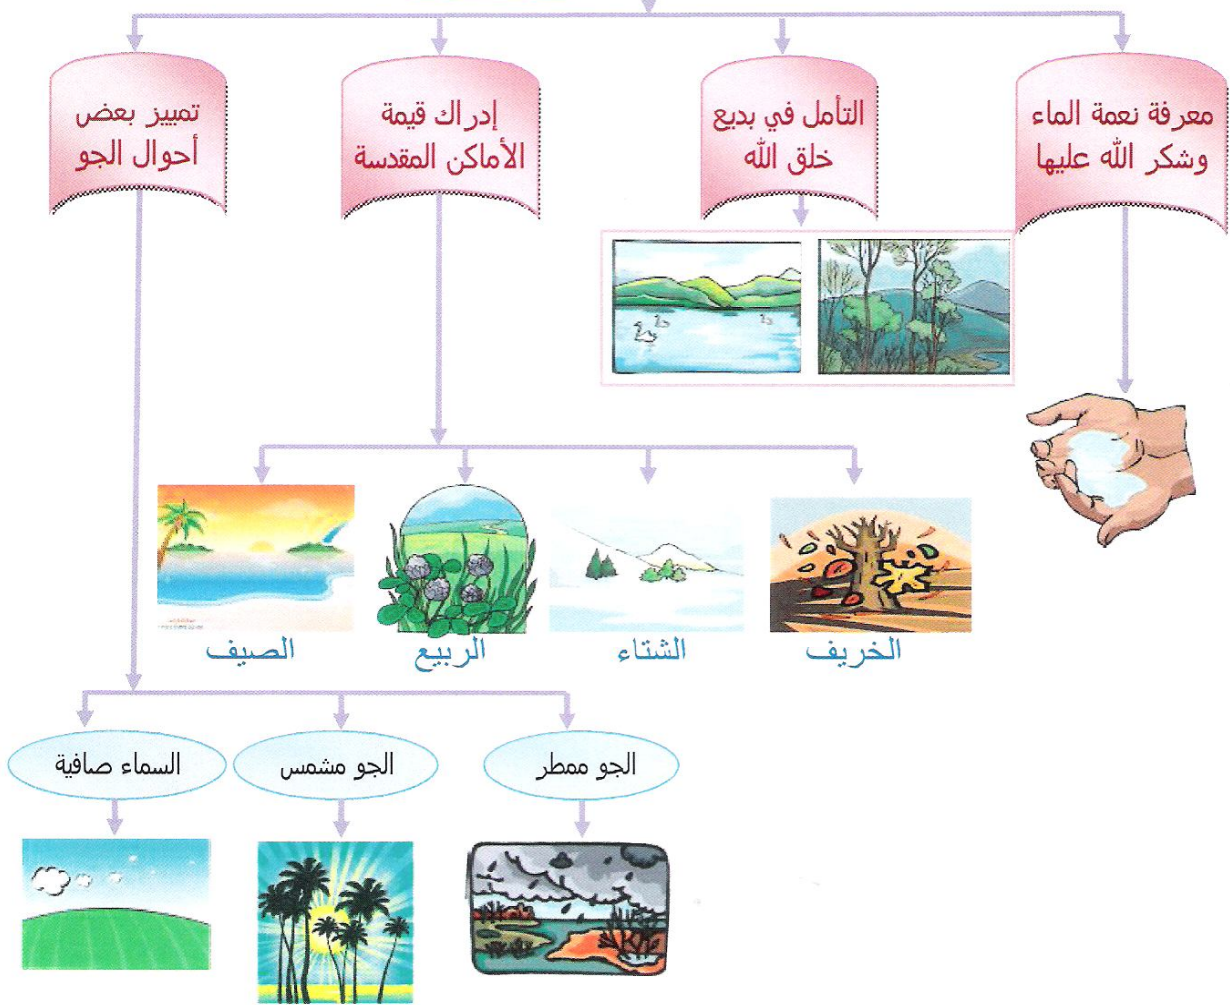 معرفة نعمة الماء
وشكر الله عليها
التأمل في بديع
خلق الله
إدراك قيمة
الأماكن المقدسة
تمييز بعض
أحوال الجو
الخريف
الشتاء
الربيع
الصيف
الجو ممطر
الجو مشمس
السماء صافية